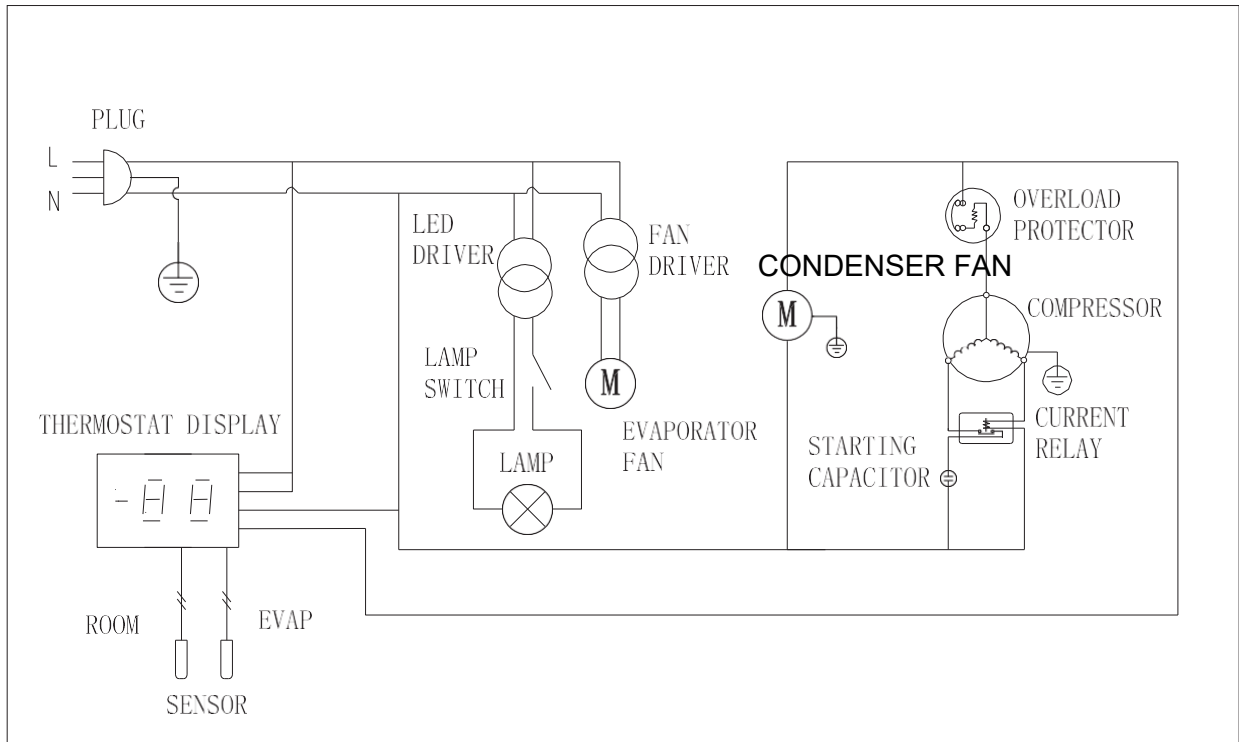 PLUG
L
N
LED
DRIVER
FAN
DRIVER
CONDENSER FAN
M
OVERLOAD
PROTECTOR
COMPRESSOR
LAMP
SWITCH
M
EVAPORATOR
FAN
THERMOSTAT DISPLAY
-88
LAMP
STARTING
CAPACITOR
CURRENT
RELAY
ROOM
EVAP
SENSOR